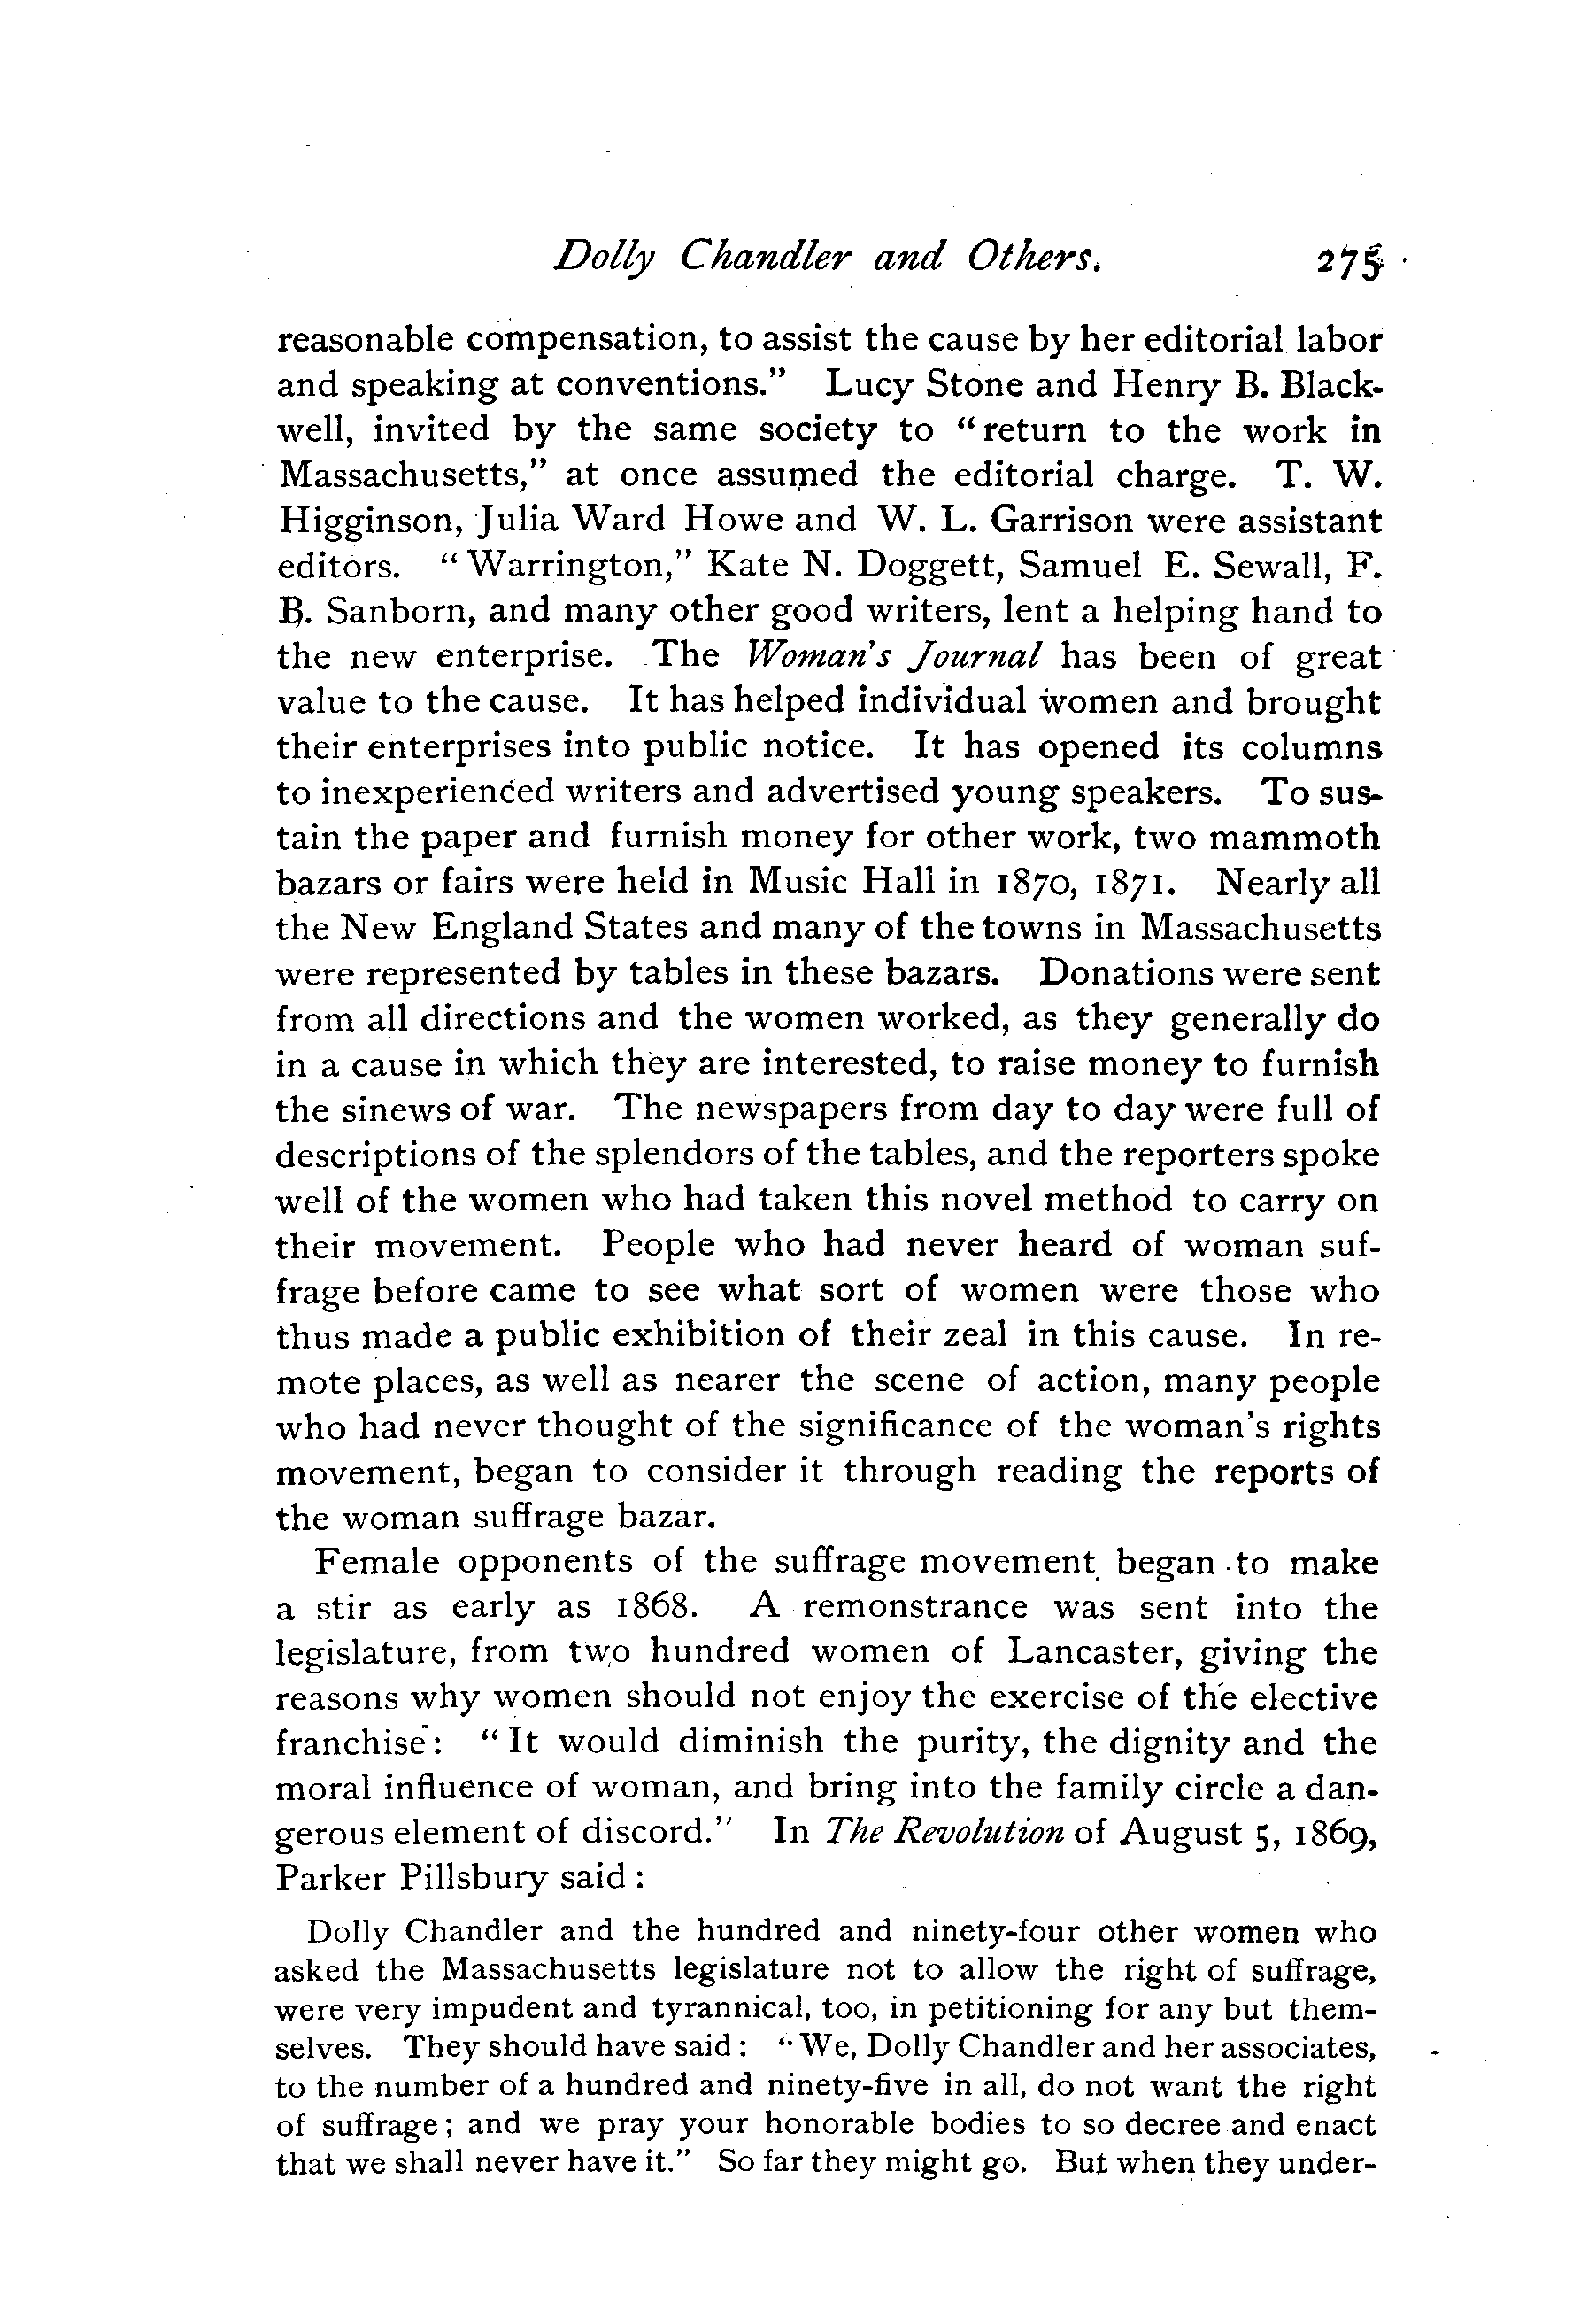 Dolly Chandler and Others. 275
reasonable compensation, to assist the cause by her editorial labor
and speaking at conventions." Lucy Stone and Henry B. Black-
well, invited by the same society to "return to the work in
Massachusetts," at once assumed the editorial charge. T. W.
Higginson, Julia Ward Howe and W. L. Garrison were assistant
editors. "Warrington," Kate N. Doggett, Samuel E. Sewall, F.
B. Sanborn, and many other good writers, lent a helping hand to
the new enterprise. The Woman's Journal has been of great
value to the cause. It has helped individual women and brought
their enterprises into public notice. It has opened its columns
to inexperienced writers and advertised young speakers. To sus-
tain the paper and furnish money for other work, two mammoth
bazars or fairs were held in Music Hall in 1870, 1871. Nearly all
the New England States and many of the towns in Massachusetts
were represented by tables in these bazars. Donations were sent
from all directions and the women worked, as they generally do
in a cause in which they are interested, to raise money to furnish
the sinews of war. The newspapers from day to day were full of
descriptions of the splendors of the tables, and the reporters spoke
well of the women who had taken this novel method to carry on
their movement. People who had never heard of woman suf-
frage before came to see what sort of women were those who
thus made a public exhibition of their zeal in this cause. In re-
mote places, as well as nearer the scene of action, many people
who had never thought of the significance of the woman's rights
movement, began to consider it through reading the reports of
the woman suffrage bazar.
Female opponents of the suffrage movement began to make
a stir as early as 1868. A remonstrance was sent into the
legislature, from two hundred women of Lancaster, giving the
reasons why women should not enjoy the exercise of the elective
franchise: "It would diminish the purity, the dignity and the
moral influence of woman, and bring into the family circle a dan-
gerous element of discord." In The Revolution of August 5, 1869,
Parker Pillsbury said:
Dolly Chandler and the hundred and ninety-four other women who
asked the Massachusetts legislature not to allow the right of suffrage,
were very impudent and tyrannical, too, in petitioning for any but them-
selves. They should have said: "We, Dolly Chandler and her associates,
to the number of a hundred and ninety-five in all, do not want the right
of suffrage; and we pray your honorable bodies to so decree and enact
that we shall never have it." So far they might go. But when they under-